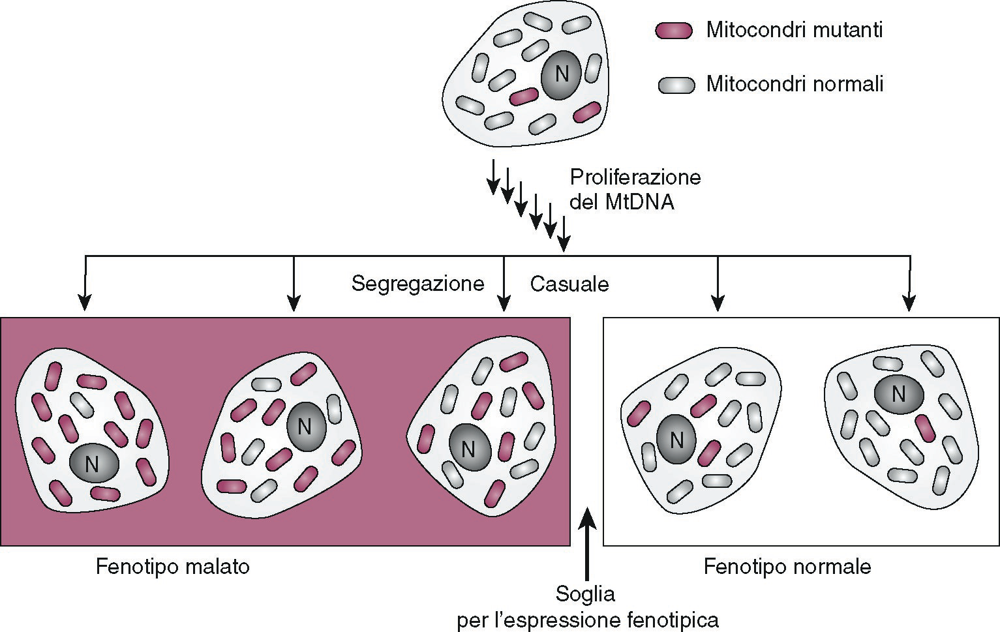 Mitocondri mutanti
Mitocondri normali
N
Proliferazione
del MtDNA
Segregazione Casuale
N
N
N
N
N
Fenotipo malato
Fenotipo normale
Soglia
per l'espressione fenotipica